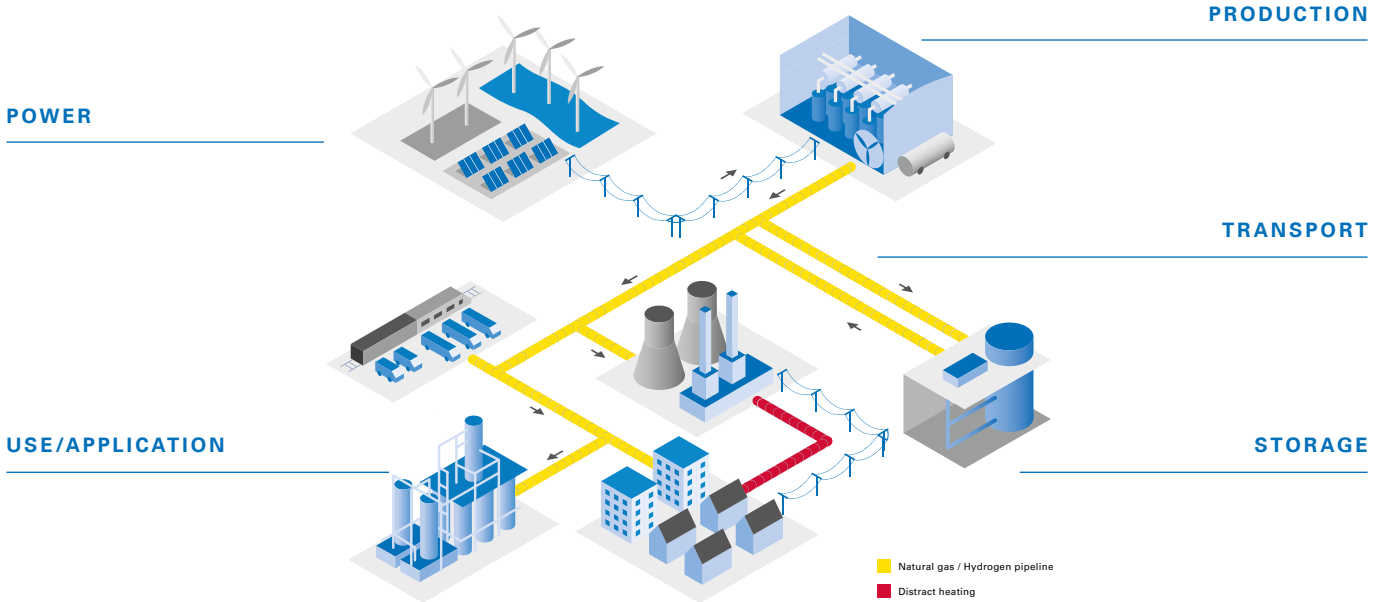 PRODUCTION
POWER
TRANSPORT
USE/APPLICATION
STORAGE
Natural gas / Hydrogen pipeline
Distract heating